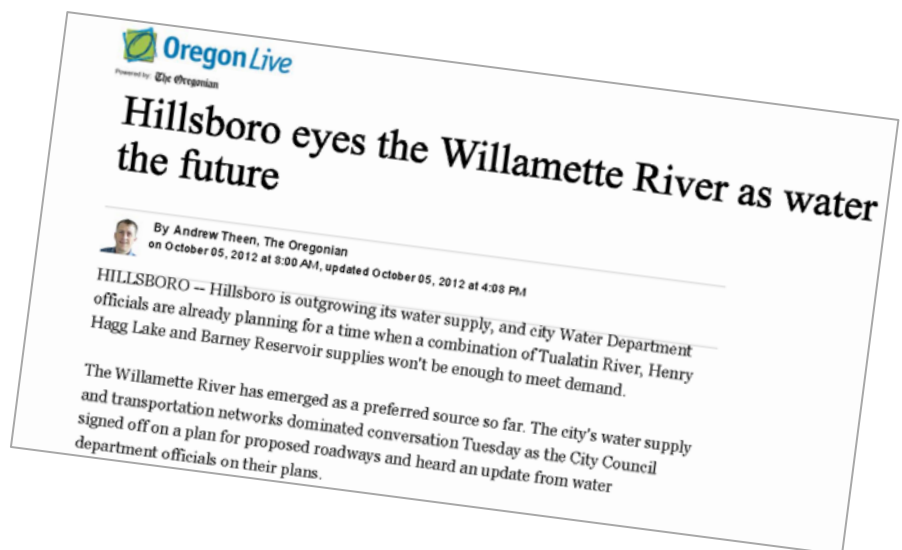 OregonLive
Powered by: The Oregonian
Hillsboro eyes the Willamette River as water
the future
By Andrew Theen, The Oregonian
on October 05, 2012 at 8:00 AM, updated October 05, 2012 at 4:08 PM
HILLSBORO -- Hillsboro is outgrowing its water supply, and city Water Department
officials are already planning for a time when a combination of Tualatin River, Henry
Hagg Lake and Barney Reservoir supplies won't be enough to meet demand.
The Willamette River has emerged as a preferred source so far. The city's water supply
and transportation networks dominated conversation Tuesday as the City Council
signed off on a plan for proposed roadways and heard an update from water
department officials on their plans.